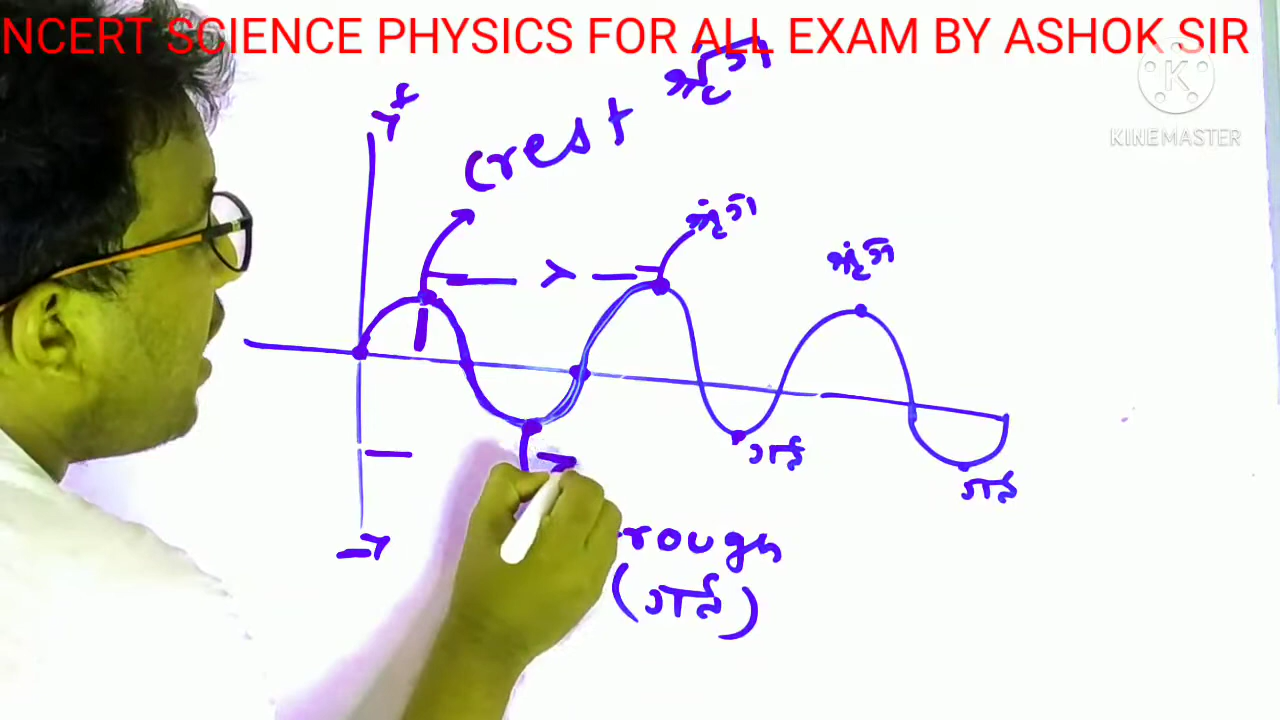 NCERT SCIENCE PHYSICS FOR ALL EXAM BY ASHOK SIR
KINEMASTER
crest शृंग
शृंग
शृंग
λ
गर्त
गर्त
-Y
rough
(गर्त)